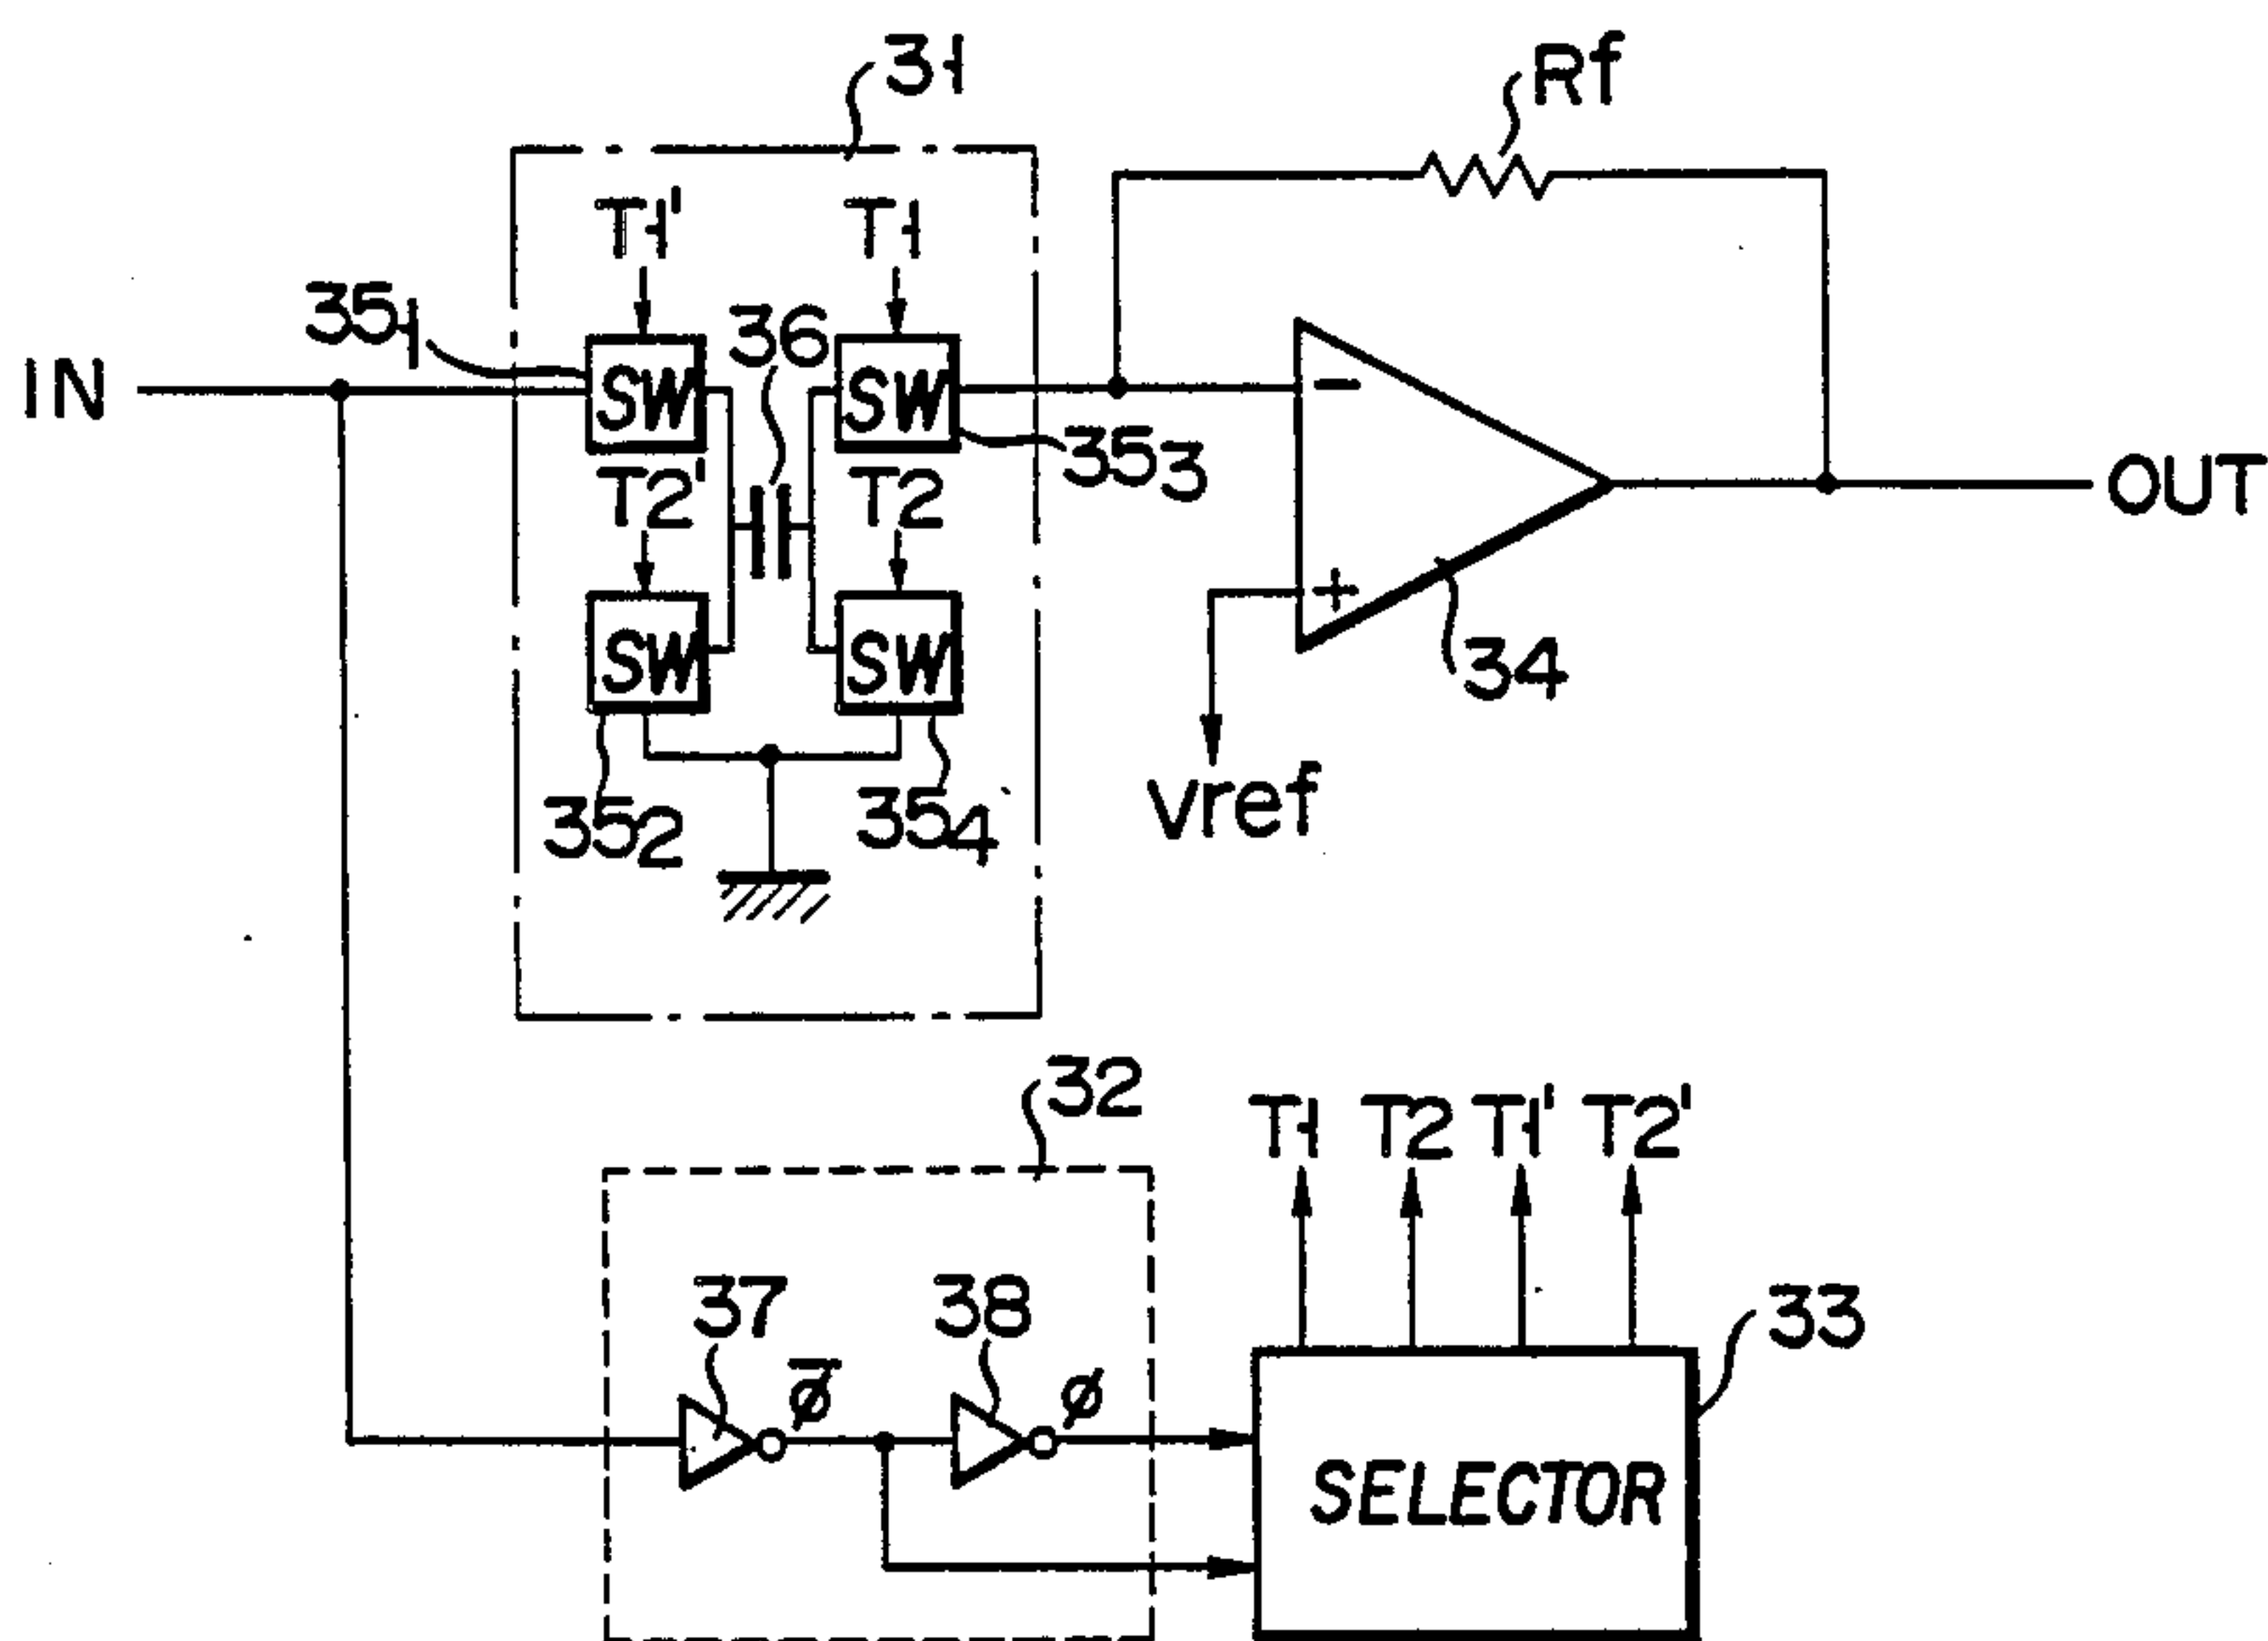 31
Rf
T1' T1
35₁ 36
IN SW SW
35₃
T2' T2
- OUT
+
SW SW
34
35₂ 35₄
vref
32
T1 T2 T1' T2'
37 38 33
φ̅ φ
SELECTOR